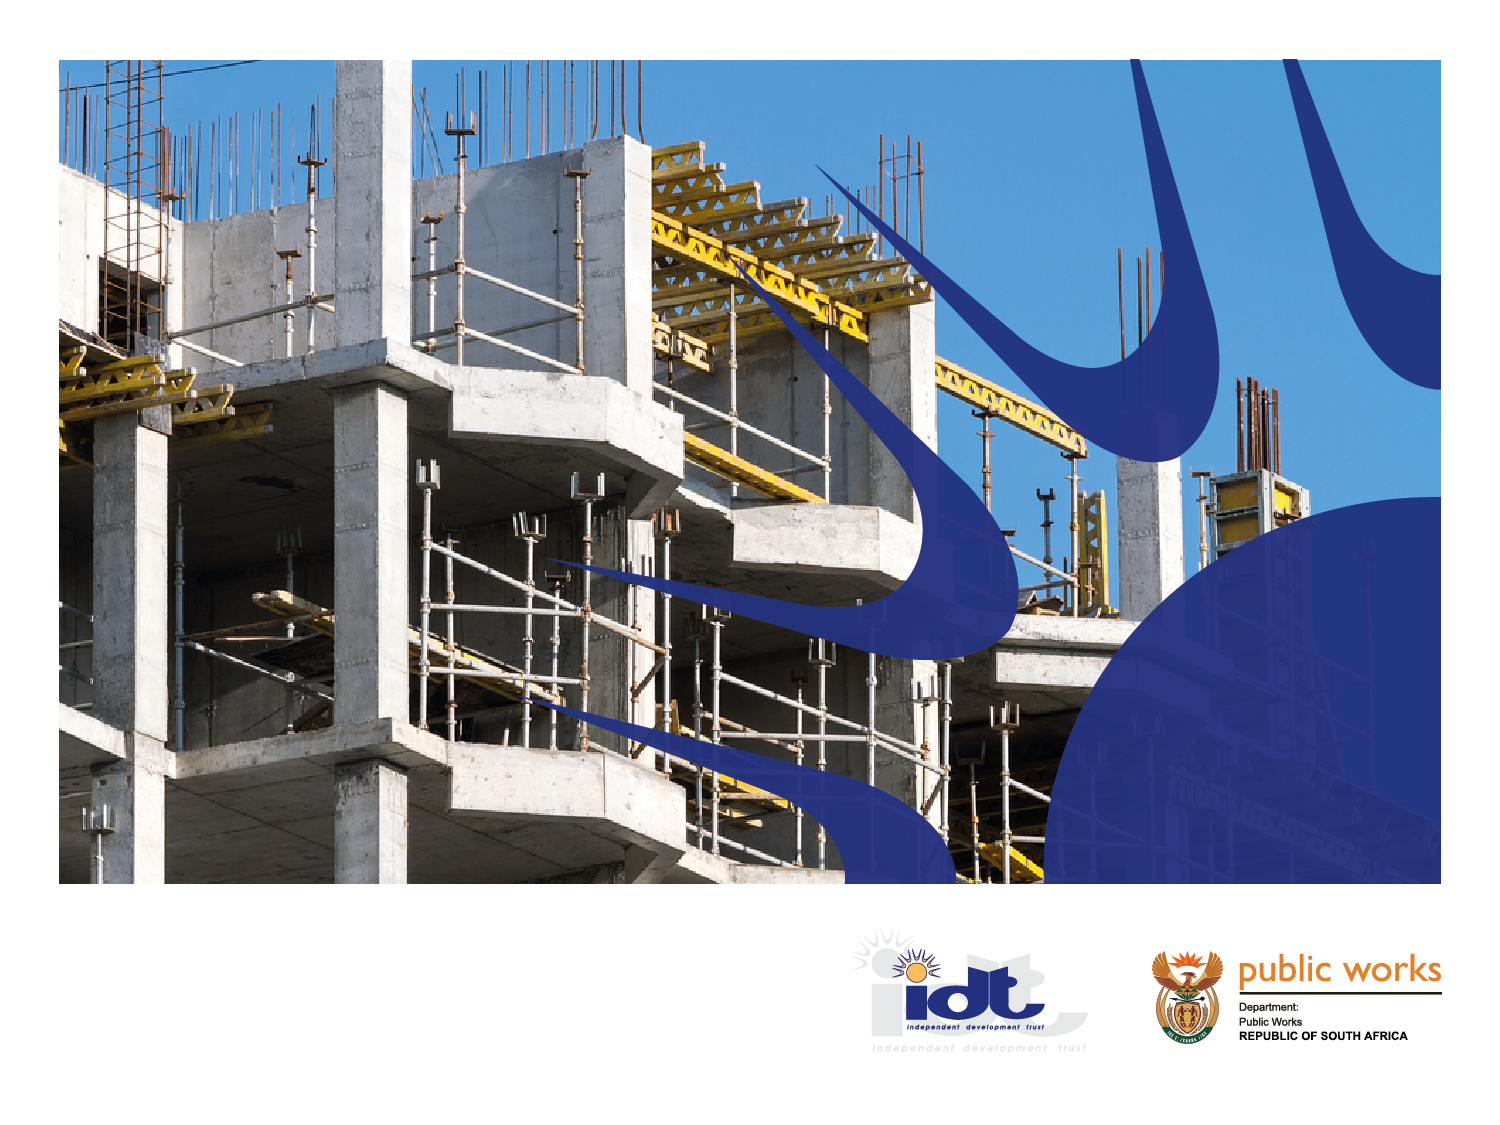 idt
independent development trust
independent development trust
public works
Department:
Public Works
REPUBLIC OF SOUTH AFRICA